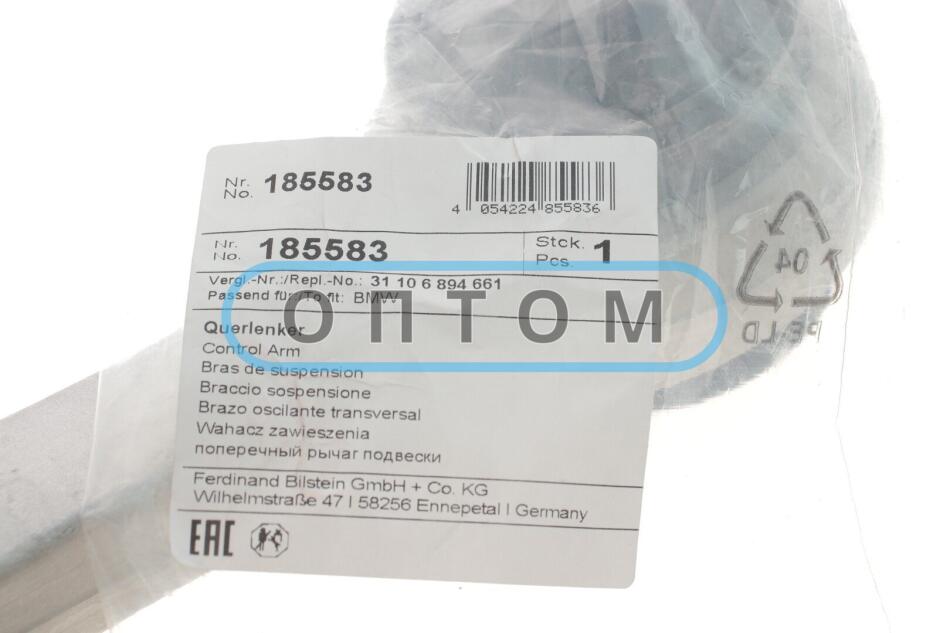 Nr. 185583
No.
4 054224 855836
Nr. 185583 Stck. 1
No. Pcs.
Vergl.-Nr.:/Repl.-No.: 31 10 6 894 661
Passend für:/To fit: BMW
ОПТОМ
Querlenker
Control Arm
Bras de suspension
Braccio sospensione
Brazo oscilante transversal
Wahacz zawieszenia
поперечный рычаг подвески
Ferdinand Bilstein GmbH + Co. KG
Wilhelmstraße 47 I 58256 Ennepetal I Germany
EAC
04
PE-LD